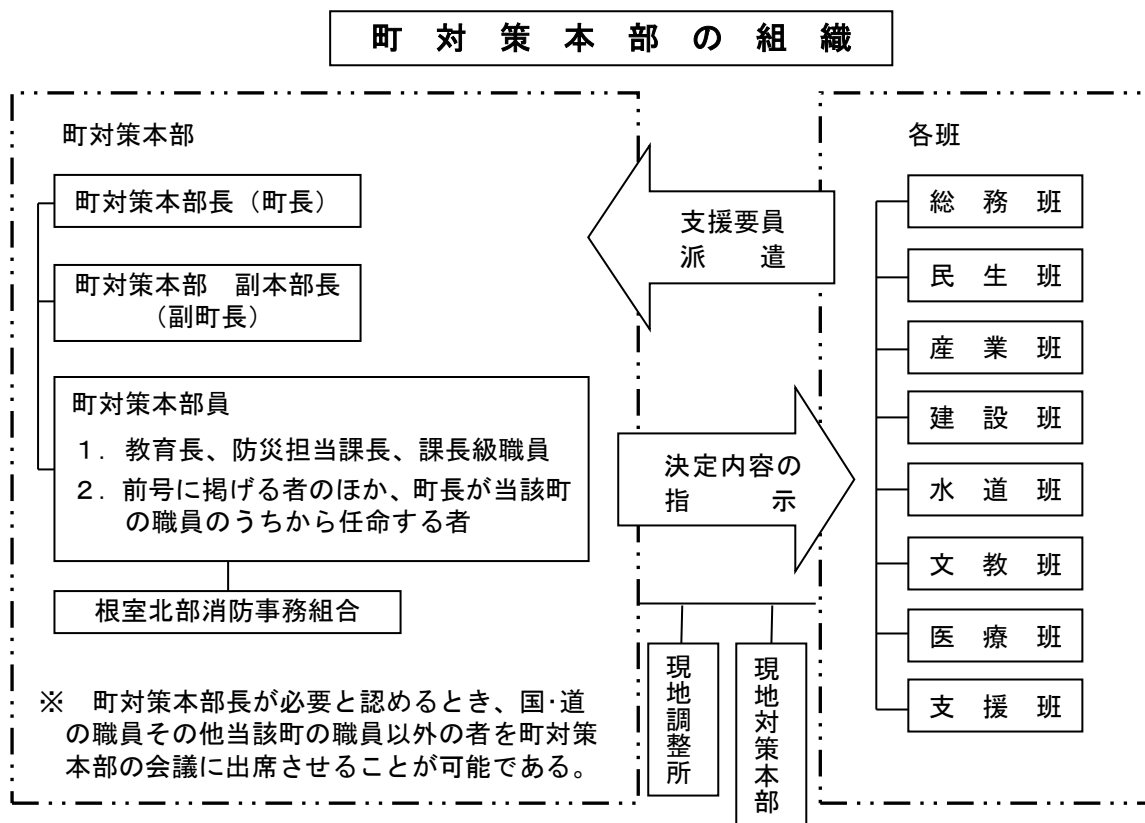 町対策本部の組織
町対策本部
町対策本部長（町長）
町対策本部　副本部長
（副町長）
町対策本部員
１．教育長、防災担当課長、課長級職員
２．前号に掲げる者のほか、町長が当該町
の職員のうちから任命する者
根室北部消防事務組合
※　町対策本部長が必要と認めるとき、国・道
の職員その他当該町の職員以外の者を町対策
本部の会議に出席させることが可能である。
支援要員
派　　遣
決定内容の
指　　　示
現地調整所
現地対策本部
各班
総　務　班
民　生　班
産　業　班
建　設　班
水　道　班
文　教　班
医　療　班
支　援　班